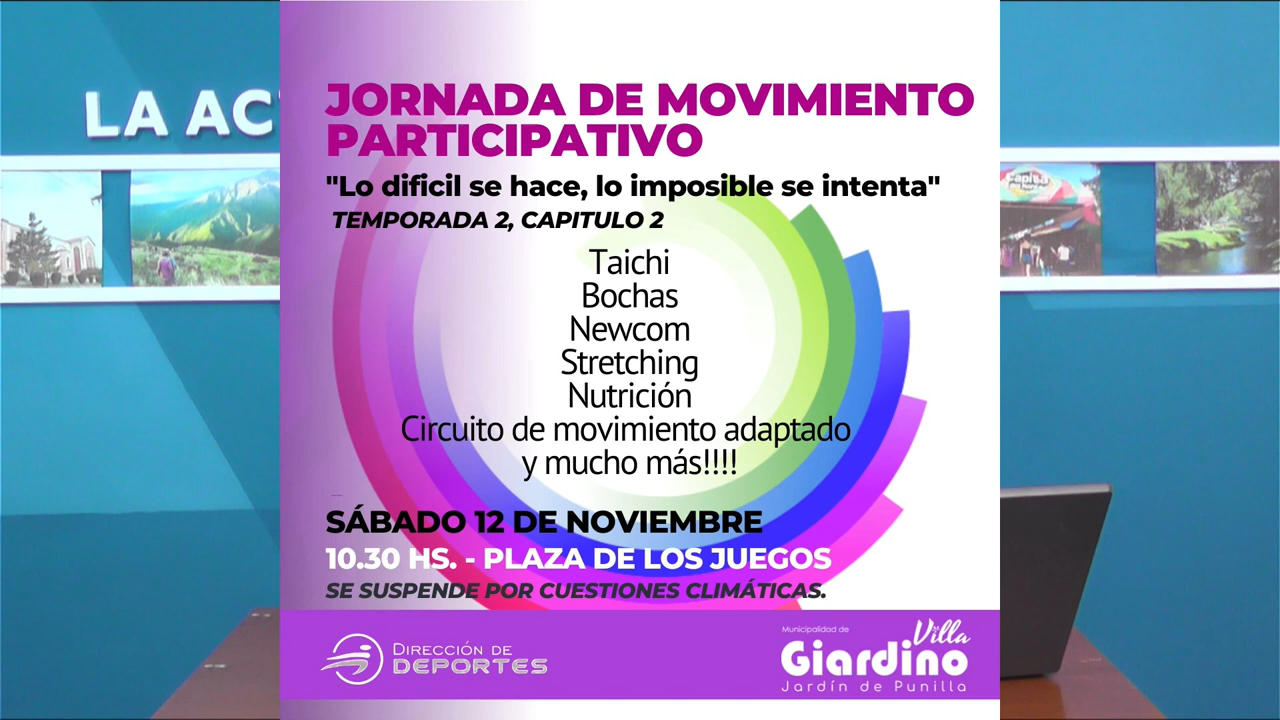 LA AC
JORNADA DE MOVIMIENTO
PARTICIPATIVO
"Lo dificil se hace, lo imposible se intenta"
TEMPORADA 2, CAPITULO 2
Taichi
Bochas
Newcom
Stretching
Nutrición
Circuito de movimiento adaptado
y mucho más!!!!
SÁBADO 12 DE NOVIEMBRE
10.30 HS. - PLAZA DE LOS JUEGOS
SE SUSPENDE POR CUESTIONES CLIMÁTICAS.
DIRECCIÓN DE
DEPORTES
Municipalidad de
Villa
Giardino
Jardín de Punilla
Capilla